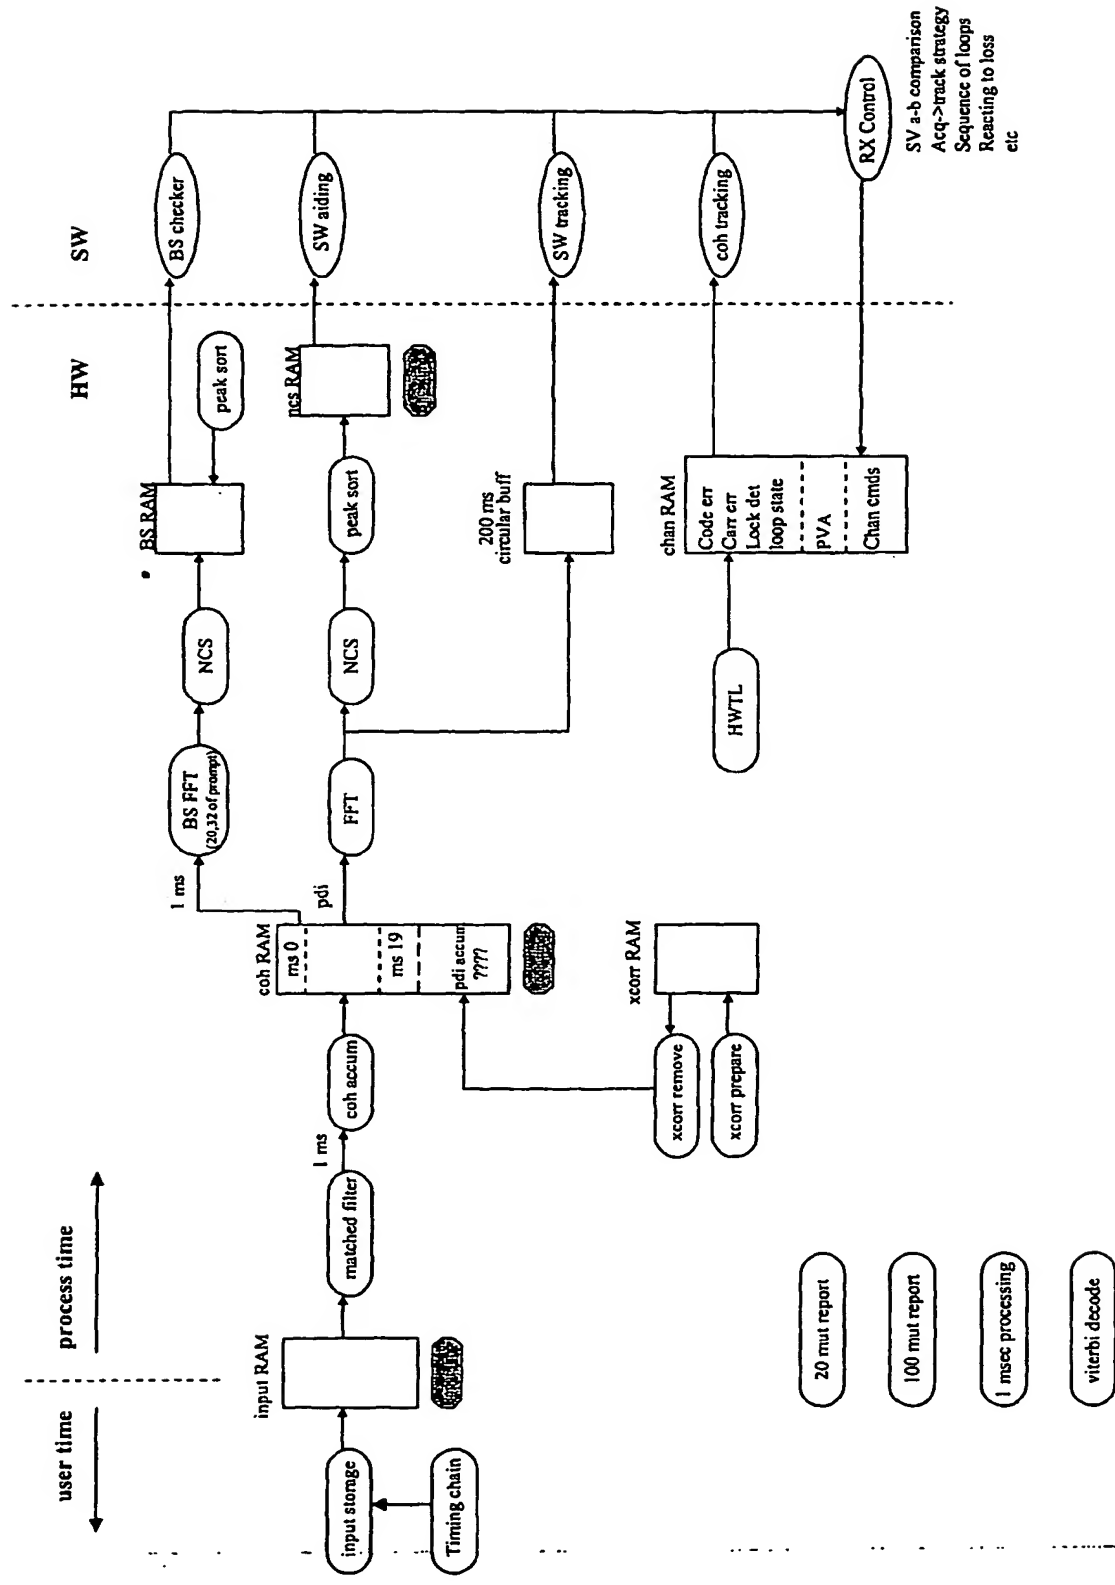 user time
process time
HW
SW
input storage
Timing chain
input RAM
matched filter
1 ms
coh accum
coh RAM
ms 0
ms 19
pdi accum
????
1 ms
BS FFT
(20,32 of prompt)
NCS
BS RAM
peak sort
BS checker
pdi
FFT
NCS
peak sort
ncs RAM
SW aiding
200 ms
circular buff
SW tracking
xcorr remove
xcorr prepare
xcorr RAM
HWTL
chan RAM
Code err
Carr err
Lock det
loop state
PVA
Chan cmds
coh tracking
RX Control
SV a-b comparison
Acq->track strategy
Sequence of loops
Reacting to loss
etc
20 mut report
100 mut report
1 msec processing
viterbi decode